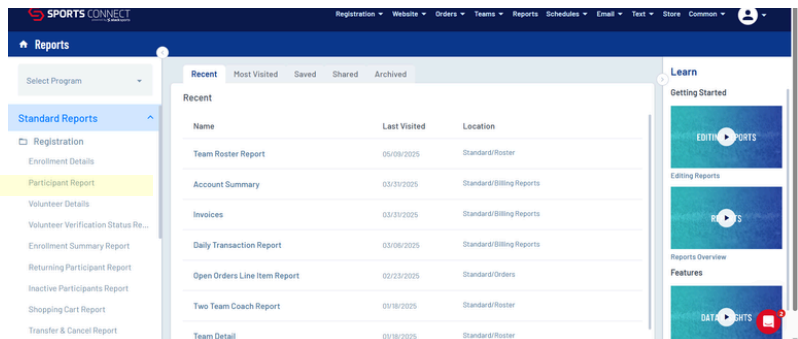 SPORTS CONNECT
Registration Website Orders Teams Reports Schedules Email Text Store Common
Reports
Select Program
Standard Reports
Registration
Enrollment Details
Participant Report
Volunteer Details
Volunteer Verification Status Re...
Enrollment Summary Report
Returning Participant Report
Inactive Participants Report
Shopping Cart Report
Transfer & Cancel Report
Recent Most Visited Saved Shared Archived
Recent
Name Last Visited Location
Team Roster Report 05/09/2025 Standard/Roster
Account Summary 03/31/2025 Standard/Billing Reports
Invoices 03/31/2025 Standard/Billing Reports
Daily Transaction Report 03/06/2025 Standard/Billing Reports
Open Orders Line Item Report 02/23/2025 Standard/Orders
Two Team Coach Report 01/18/2025 Standard/Roster
Team Detail 01/18/2025 Standard/Roster
Learn
Getting Started
Editing Reports
Reports Overview
Features
2